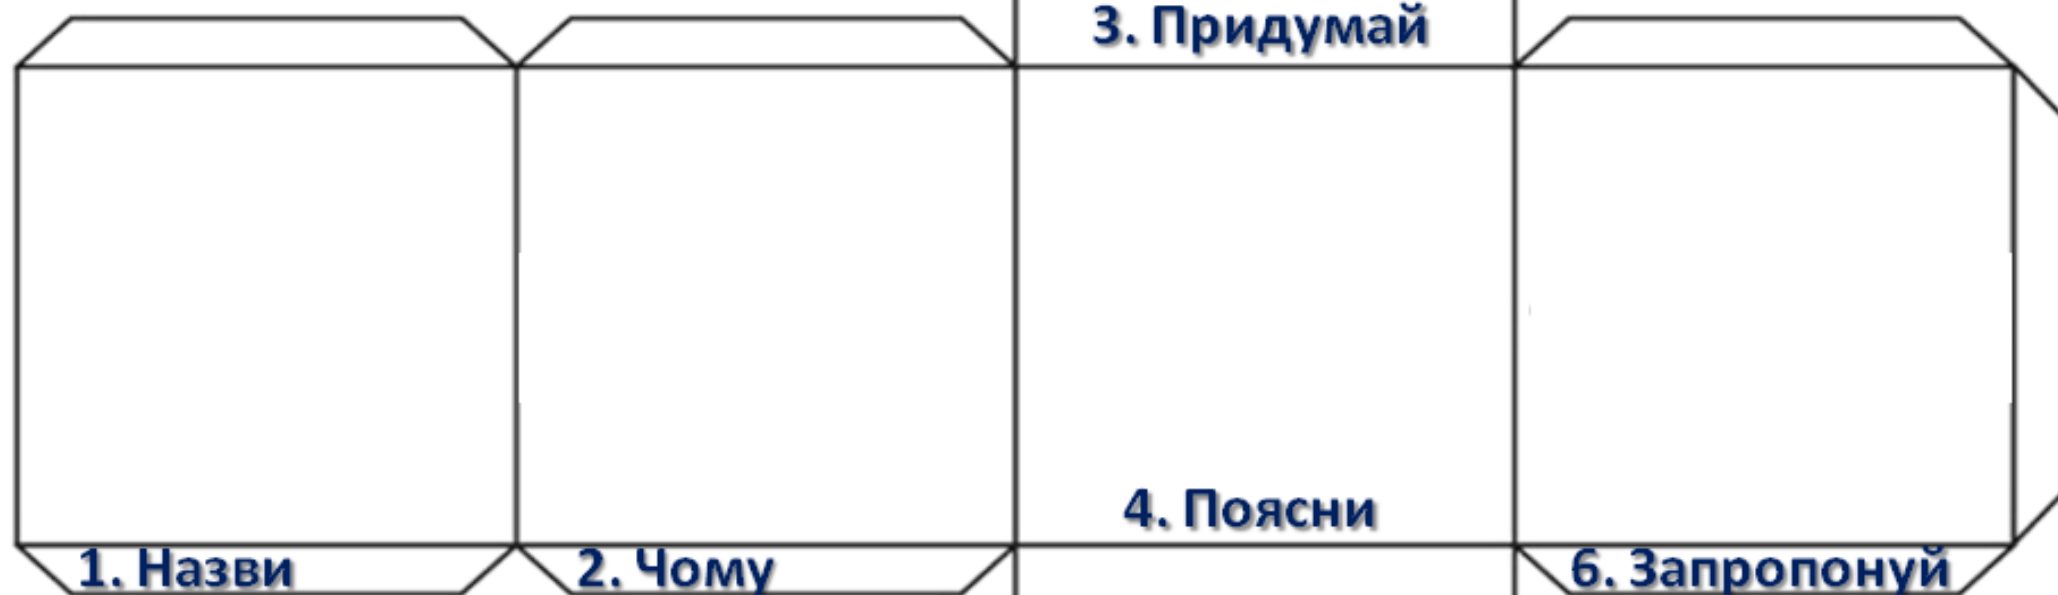 3. Придумай
4. Поясни
1. Назви
2. Чому
6. Запропонуй